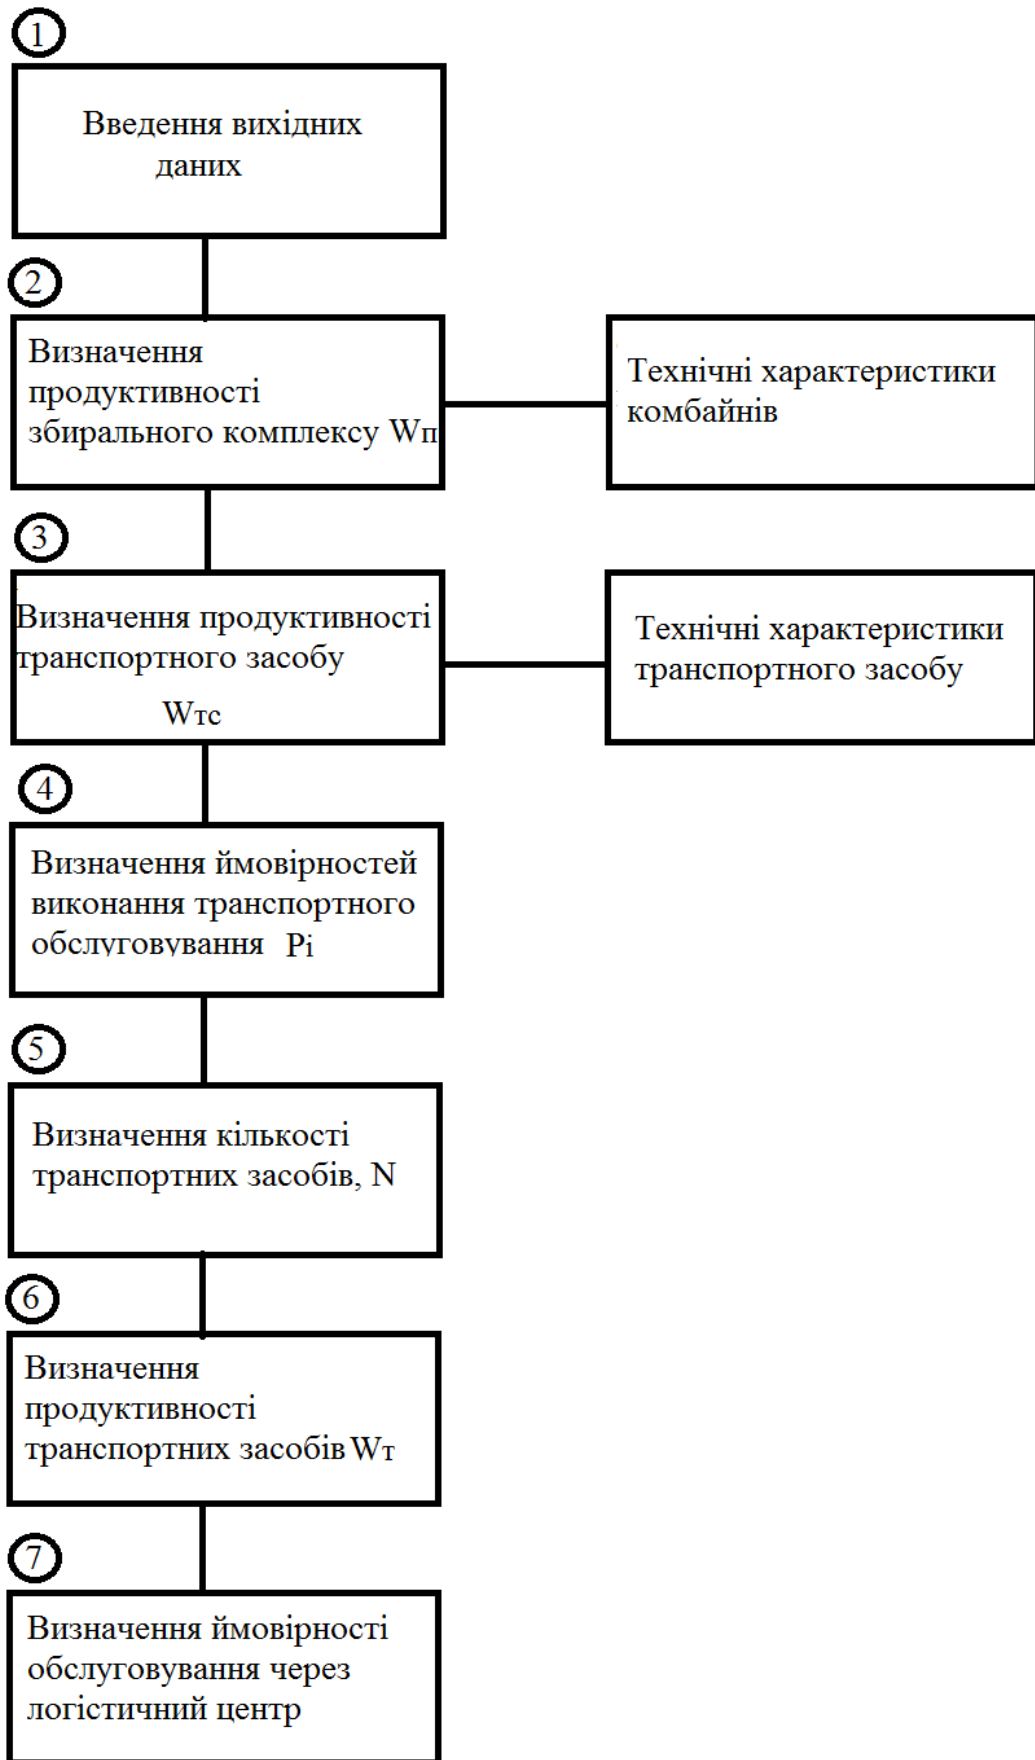 1
Введення вихідних
даних
2
Визначення
продуктивності
збирального комплексу Wп
Технічні характеристики
комбайнів
3
Визначення продуктивності
транспортного засобу
Wтс
Технічні характеристики
транспортного засобу
4
Визначення ймовірностей
виконання транспортного
обслуговування Pi
5
Визначення кількості
транспортних засобів, N
6
Визначення
продуктивності
транспортних засобів Wт
7
Визначення ймовірності
обслуговування через
логістичний центр